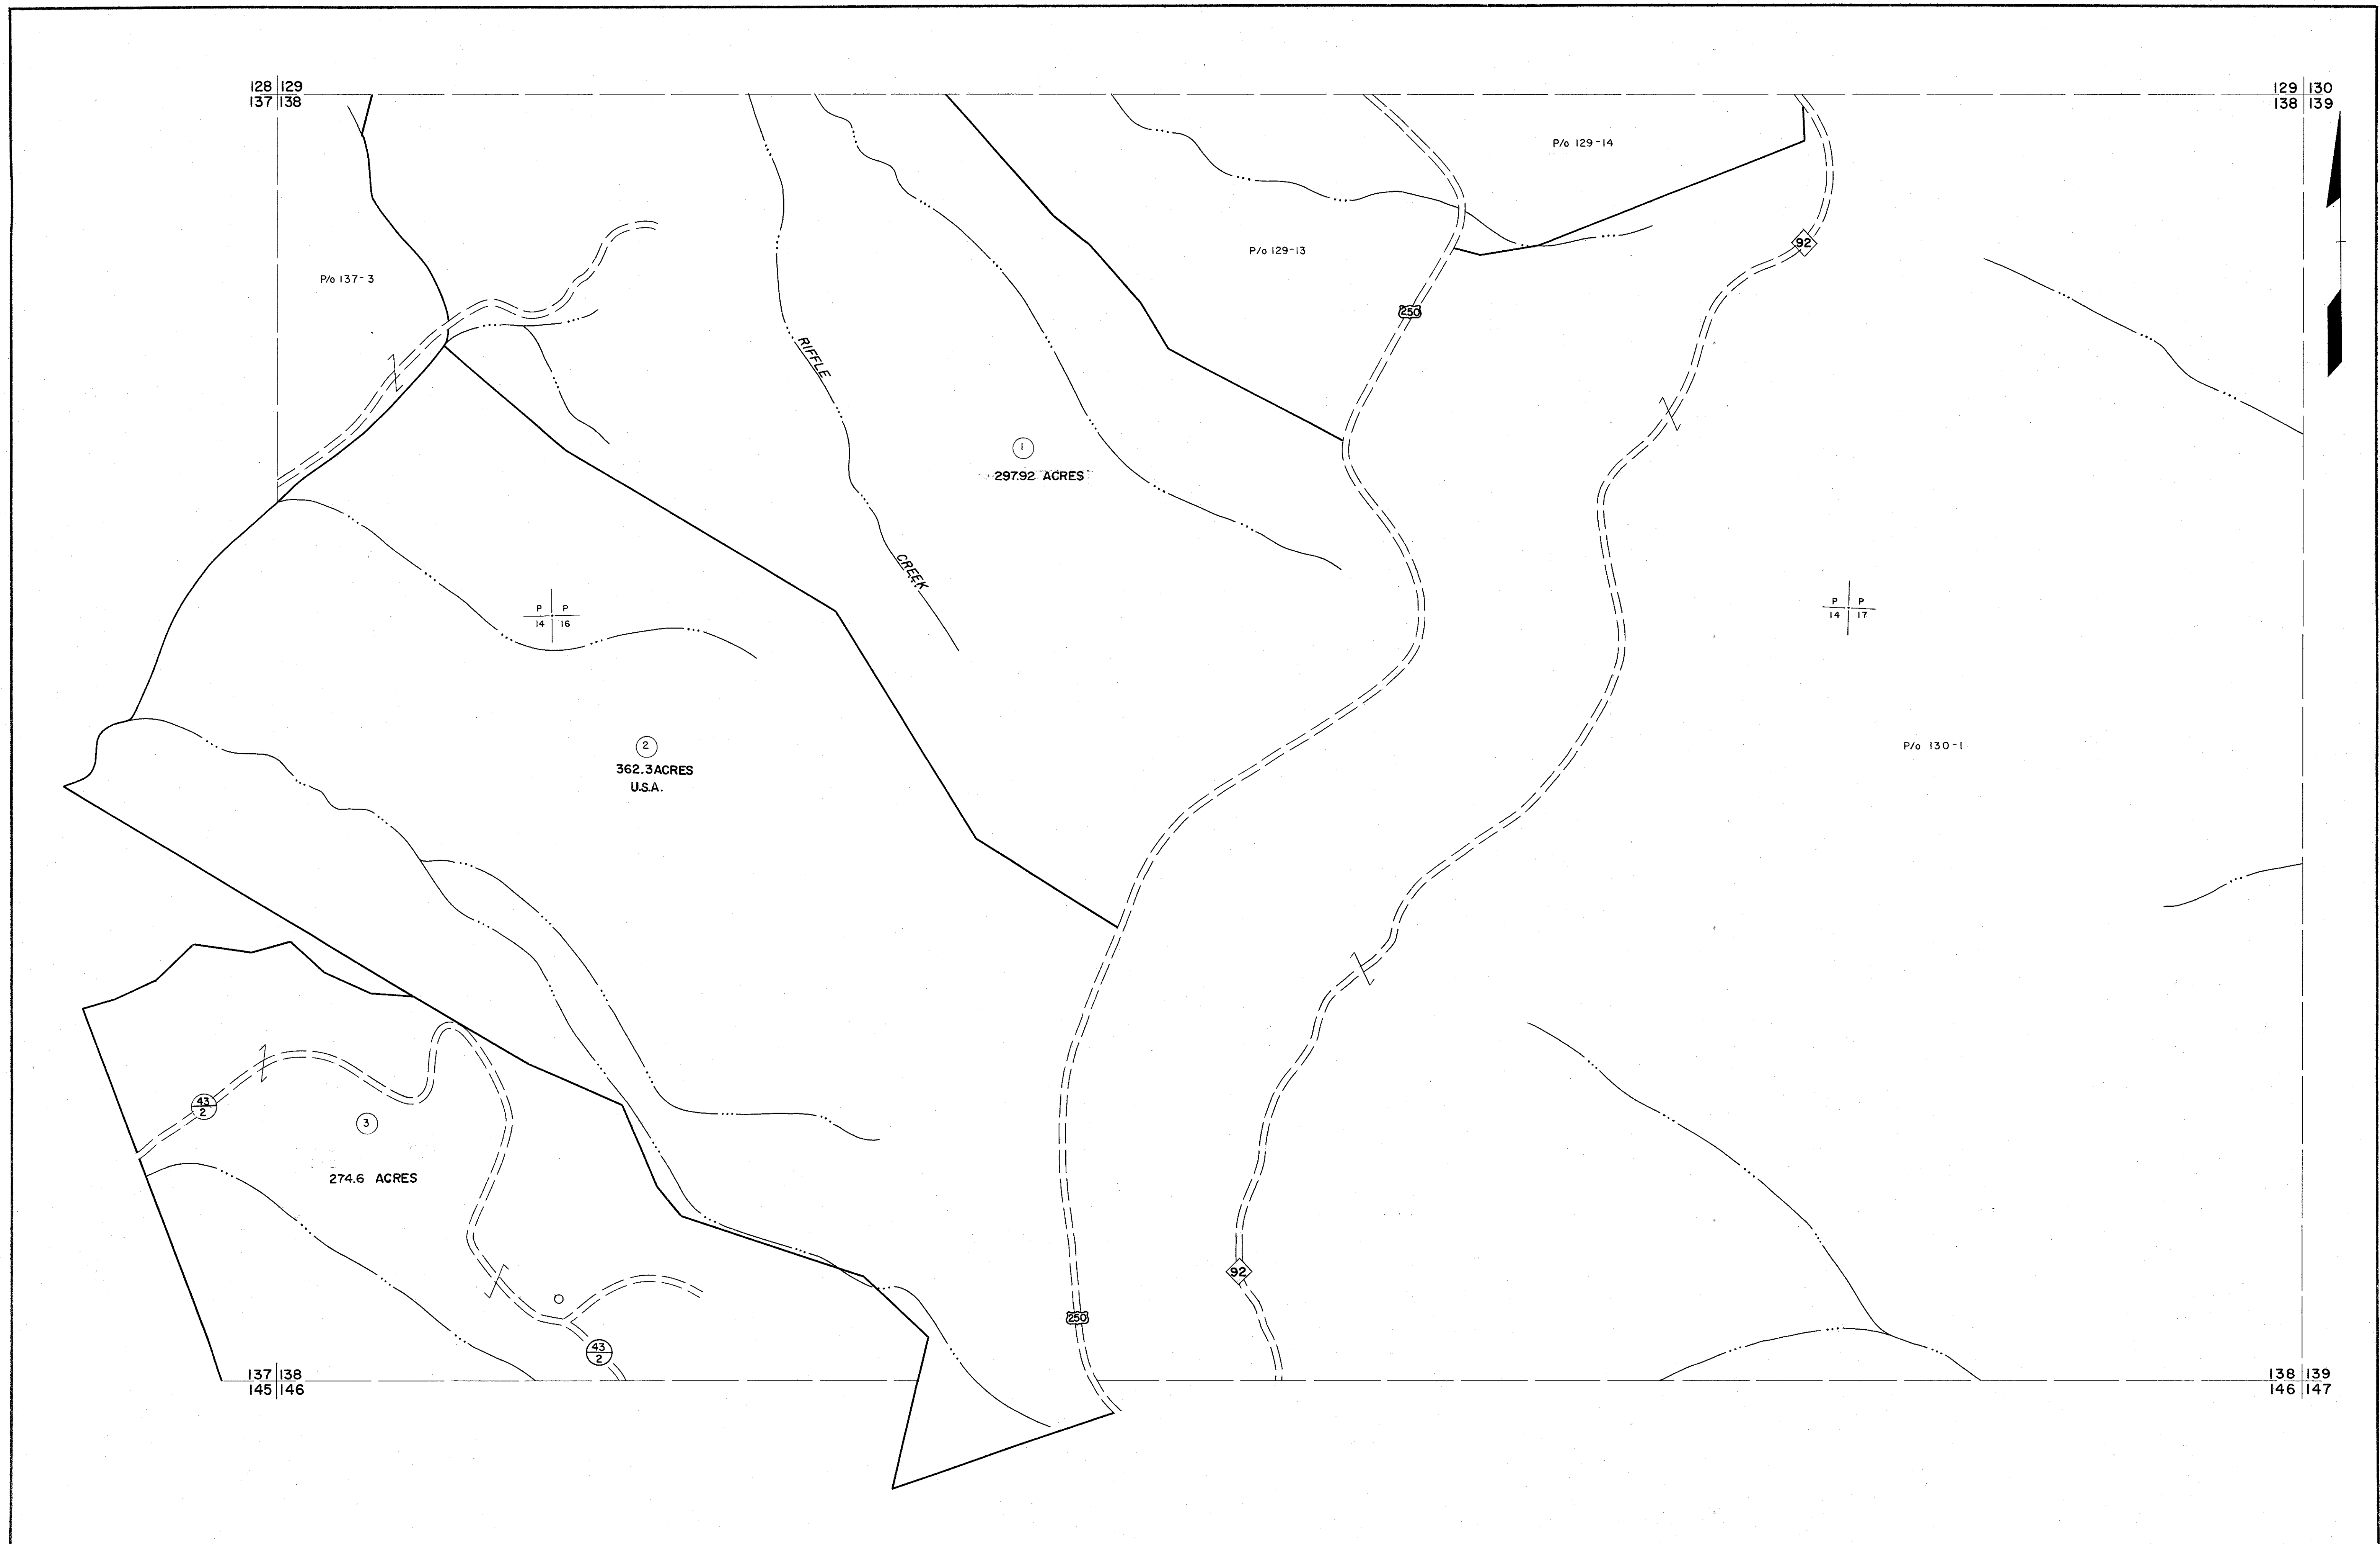 128 129
137 138
129 130
138 139
P/o 129-14
P/o 129-13
92
P/o 137-3
250
RIFFLE
1
297.92 ACRES
CREEK
P P
14 16
P P
14 17
2
362.3 ACRES
U.S.A.
P/o 130-1
43
2
3
274.6 ACRES
92
250
43
2
137 138
145 146
138 139
146 147